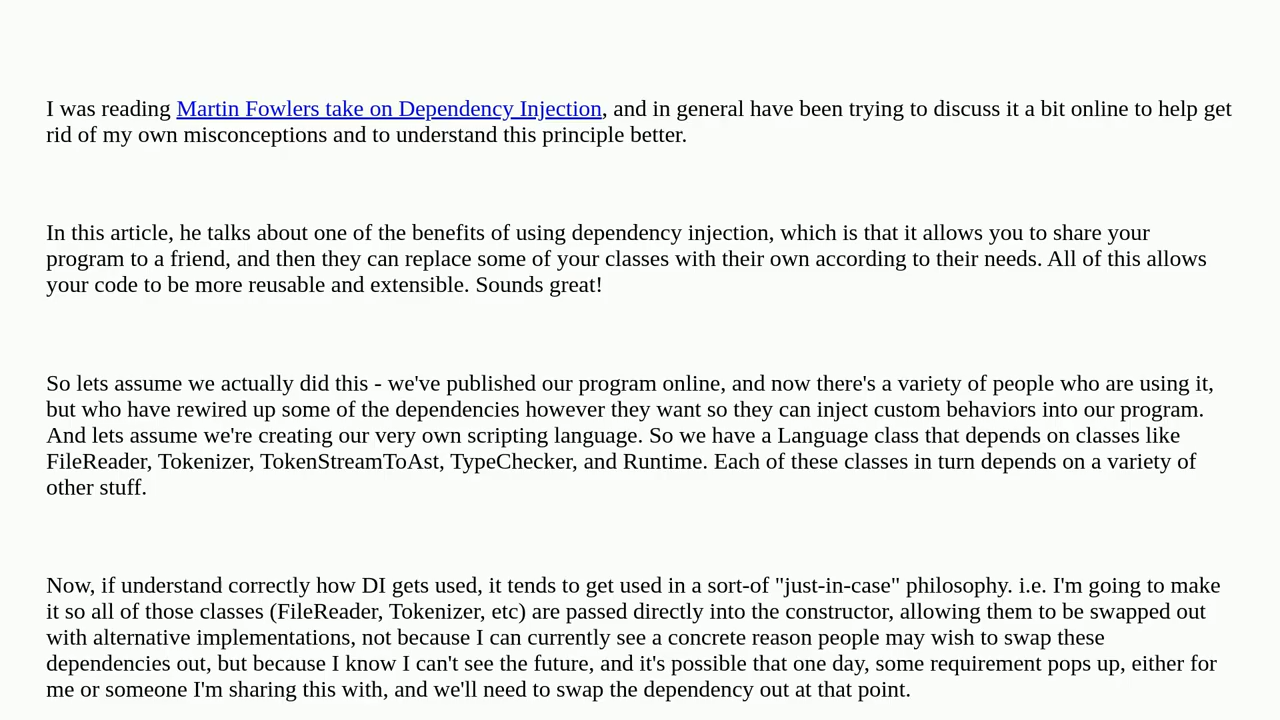 I was reading Martin Fowlers take on Dependency Injection, and in general have been trying to discuss it a bit online to help get
rid of my own misconceptions and to understand this principle better.
In this article, he talks about one of the benefits of using dependency injection, which is that it allows you to share your
program to a friend, and then they can replace some of your classes with their own according to their needs. All of this allows
your code to be more reusable and extensible. Sounds great!
So lets assume we actually did this - we've published our program online, and now there's a variety of people who are using it,
but who have rewired up some of the dependencies however they want so they can inject custom behaviors into our program.
And lets assume we're creating our very own scripting language. So we have a Language class that depends on classes like
FileReader, Tokenizer, TokenStreamToAst, TypeChecker, and Runtime. Each of these classes in turn depends on a variety of
other stuff.
Now, if understand correctly how DI gets used, it tends to get used in a sort-of "just-in-case" philosophy. i.e. I'm going to make
it so all of those classes (FileReader, Tokenizer, etc) are passed directly into the constructor, allowing them to be swapped out
with alternative implementations, not because I can currently see a concrete reason people may wish to swap these
dependencies out, but because I know I can't see the future, and it's possible that one day, some requirement pops up, either for
me or someone I'm sharing this with, and we'll need to swap the dependency out at that point.